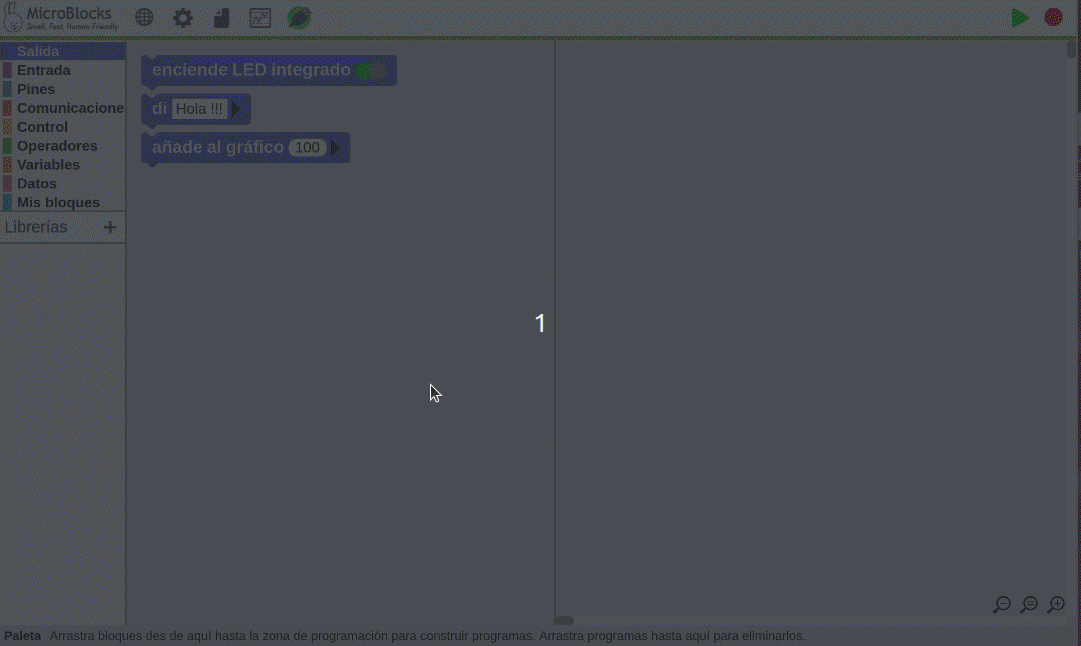 MicroBlocks
Small, Fast, Human Friendly
Salida
Entrada
Pines
Comunicacione
Control
Operadores
Variables
Datos
Mis bloques
Librerías +
enciende LED integrado
di Hola !!!
añade al gráfico 100
1
Paleta Arrastra bloques des de aquí hasta la zona de programación para construir programas. Arrastra programas hasta aquí para eliminarlos.